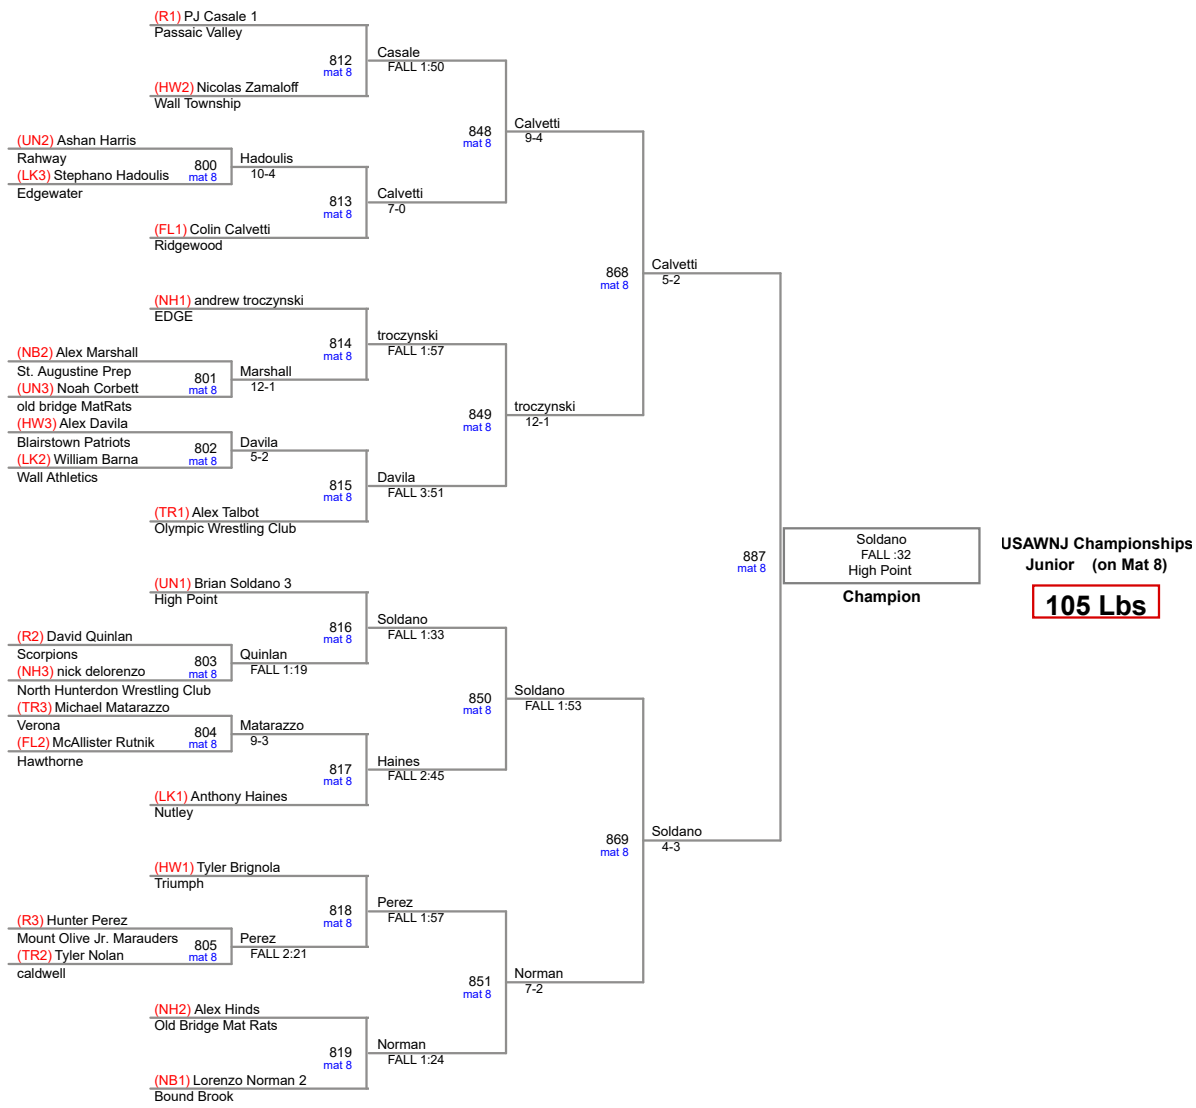 (R1) PJ Casale 1
Passaic Valley
812
mat 8
Casale
FALL 1:50
(HW2) Nicolas Zamaloff
Wall Township
(UN2) Ashan Harris
Rahway
800
mat 8
Hadoulis
10-4
(LK3) Stephano Hadoulis
Edgewater
848
mat 8
Calvetti
9-4
813
mat 8
Calvetti
7-0
(FL1) Colin Calvetti
Ridgewood
868
mat 8
Calvetti
5-2
(NH1) andrew troczynski
EDGE
814
mat 8
troczynski
FALL 1:57
(NB2) Alex Marshall
St. Augustine Prep
801
mat 8
Marshall
12-1
(UN3) Noah Corbett
old bridge MatRats
849
mat 8
troczynski
12-1
(HW3) Alex Davila
Blairstown Patriots
802
mat 8
Davila
5-2
(LK2) William Barna
Wall Athletics
815
mat 8
Davila
FALL 3:51
(TR1) Alex Talbot
Olympic Wrestling Club
887
mat 8
Soldano
FALL :32
High Point
Champion
USAWNJ Championships
Junior (on Mat 8)
105 Lbs
(UN1) Brian Soldano 3
High Point
816
mat 8
Soldano
FALL 1:33
(R2) David Quinlan
Scorpions
803
mat 8
Quinlan
FALL 1:19
(NH3) nick delorenzo
North Hunterdon Wrestling Club
850
mat 8
Soldano
FALL 1:53
(TR3) Michael Matarazzo
Verona
804
mat 8
Matarazzo
9-3
(FL2) McAllister Rutnik
Hawthorne
817
mat 8
Haines
FALL 2:45
(LK1) Anthony Haines
Nutley
869
mat 8
Soldano
4-3
(HW1) Tyler Brignola
Triumph
818
mat 8
Perez
FALL 1:57
(R3) Hunter Perez
Mount Olive Jr. Marauders
805
mat 8
Perez
FALL 2:21
(TR2) Tyler Nolan
caldwell
851
mat 8
Norman
7-2
(NH2) Alex Hinds
Old Bridge Mat Rats
819
mat 8
Norman
FALL 1:24
(NB1) Lorenzo Norman 2
Bound Brook